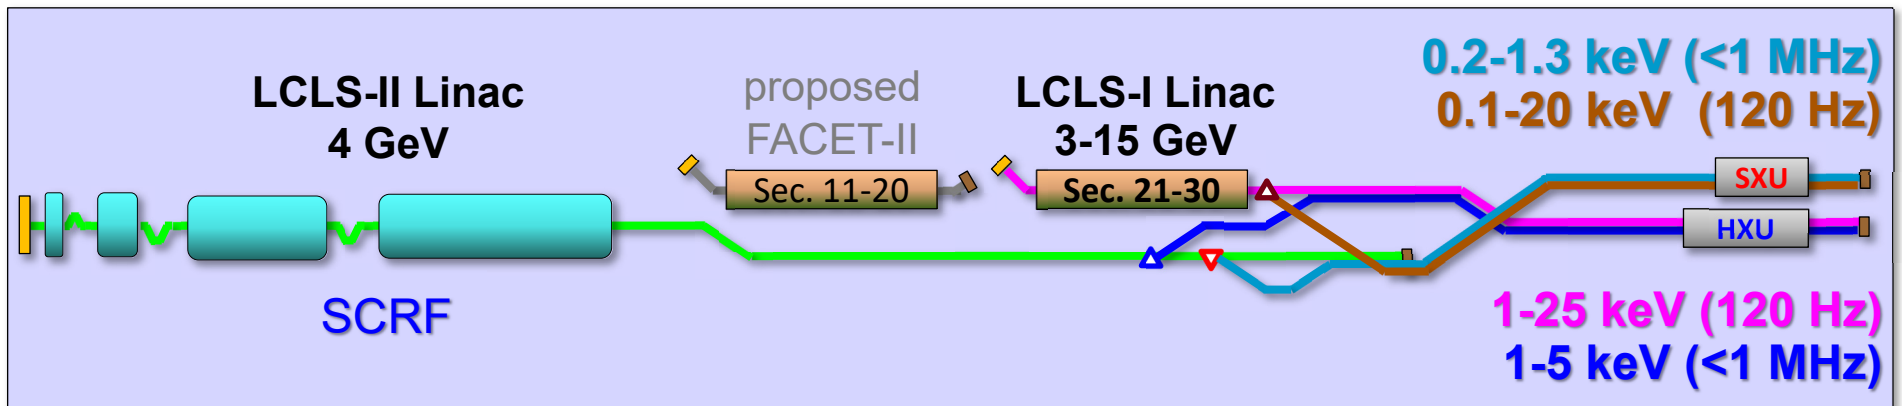 LCLS-II Linac
4 GeV
proposed
FACET-II
LCLS-I Linac
3-15 GeV
0.2-1.3 keV (<1 MHz)
0.1-20 keV (120 Hz)
Sec. 11-20
Sec. 21-30
SXU
HXU
SCRF
1-25 keV (120 Hz)
1-5 keV (<1 MHz)